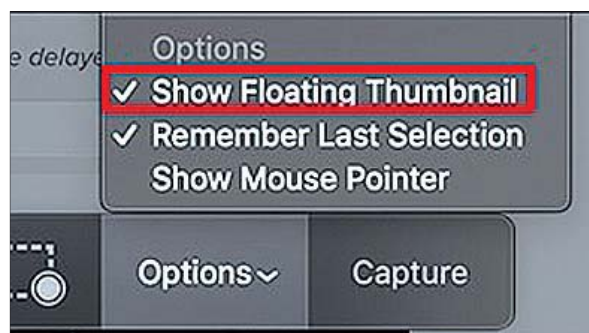 e delaye
Options
✓ Show Floating Thumbnail
✓ Remember Last Selection
Show Mouse Pointer
Options
Capture